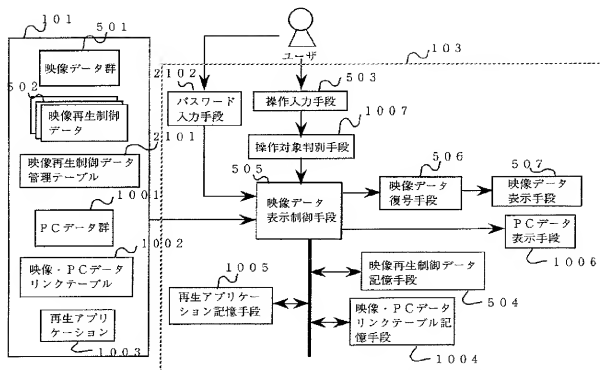 101
501
映像データ群
502
映像再生制御
データ
2101
映像再生制御データ
管理テーブル
1001
PCデータ群
1002
映像・PCデータ
リンクテーブル
再生アプリ
ケーション
1003
ユーザ
103
2102
パスワード
入力手段
503
操作入力手段
1007
操作対象判別手段
505
映像データ
表示制御手段
506
映像データ
復号手段
507
映像データ
表示手段
PCデータ
表示手段
1006
1005
再生アプリケー
ション記憶手段
映像再生制御データ
記憶手段
504
映像・PCデータ
リンクテーブル記
憶手段
1004